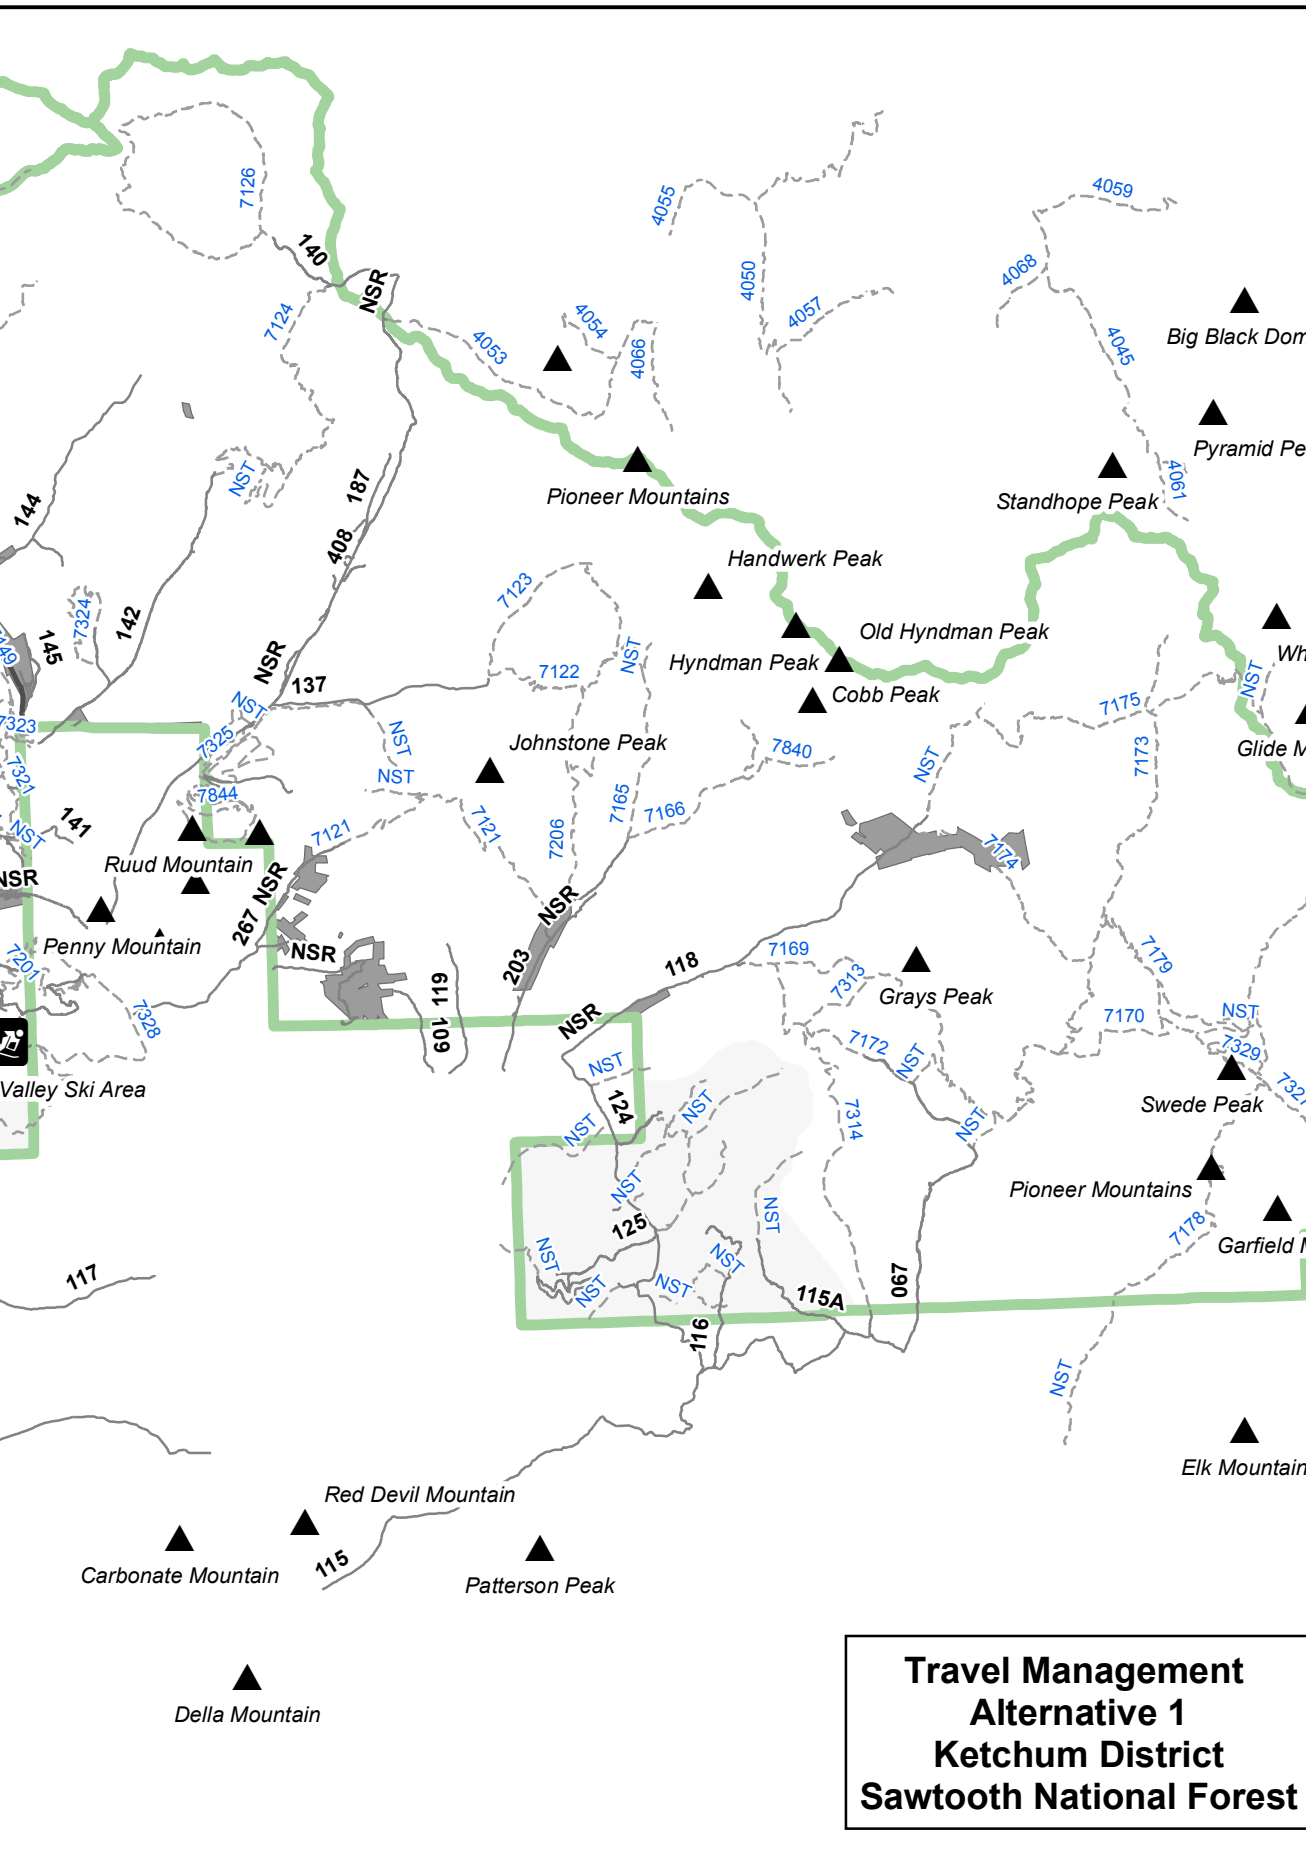 7126
140
NSR
4055
4059
4050
4068
4057
7124
4054
4053
4066
4045
Big Black Dom
Pyramid Pe
4061
Standhope Peak
Pioneer Mountains
NST
187
144
408
Handwerk Peak
7123
7324
142
145
149
NSR
NST
Old Hyndman Peak
Hyndman Peak
7122
137
Cobb Peak
Wh
NST
7175
7323
NST
7325
NST
Johnstone Peak
7840
NST
7173
Glide M
7321
NST
7844
7165
7166
141
NST
7121
7121
7206
7174
Ruud Mountain
NSR
NSR
NSR
267
Penny Mountain
NSR
7201
203
118
7169
7313
7179
Grays Peak
119
109
7328
NSR
7170
NST
7172
NST
7329
NST
Valley Ski Area
7327
Swede Peak
124
NST
NST
7314
NST
NST
Pioneer Mountains
125
NST
7178
Garfield M
NST
NST
NST
NST
117
115A
067
116
NST
Elk Mountain
Red Devil Mountain
115
Carbonate Mountain
Patterson Peak
Della Mountain
Travel Management
Alternative 1
Ketchum District
Sawtooth National Forest